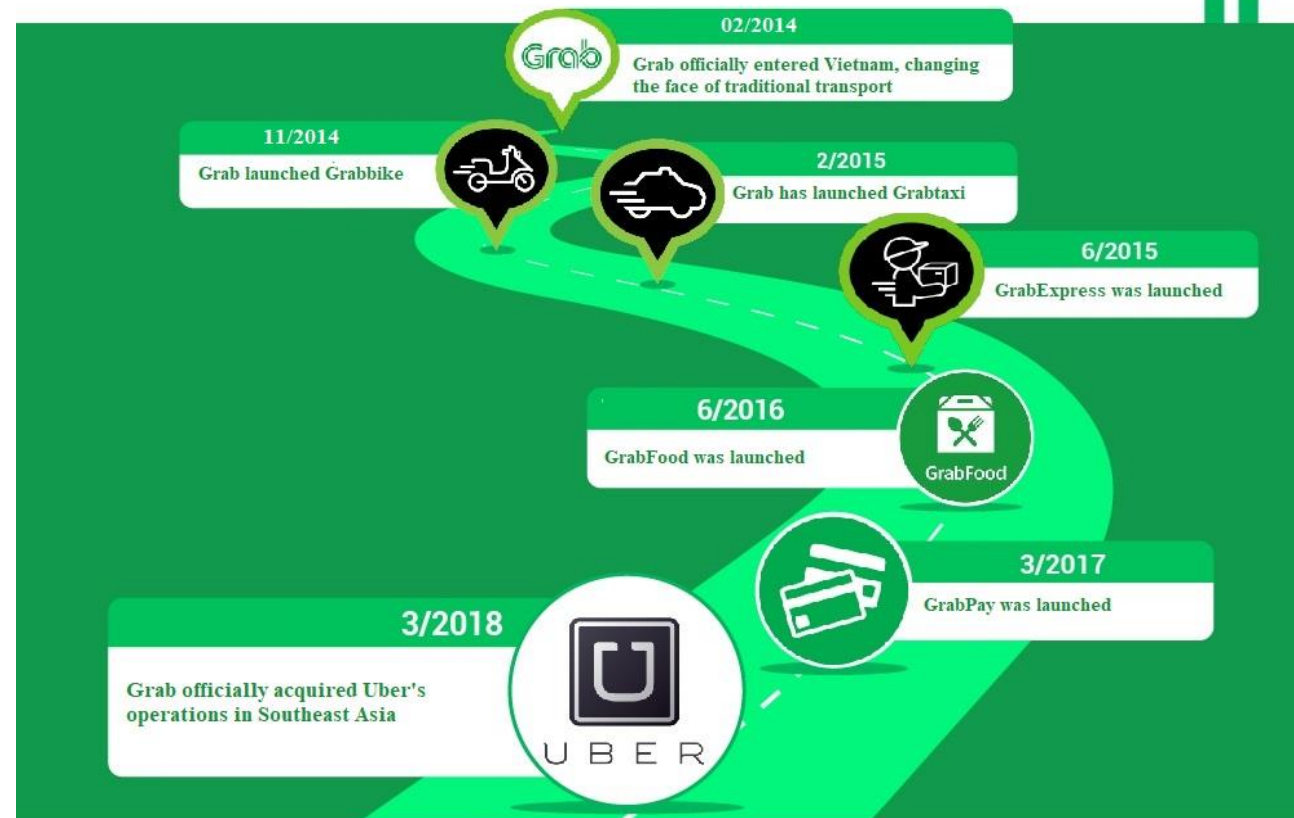 02/2014
Grab
Grab officially entered Vietnam, changing
the face of traditional transport
11/2014
Grab launched Grabbike
2/2015
Grab has launched Grabtaxi
6/2015
GrabExpress was launched
6/2016
GrabFood was launched
GrabFood
3/2017
GrabPay was launched
3/2018
Grab officially acquired Uber's
operations in Southeast Asia
U
UBER